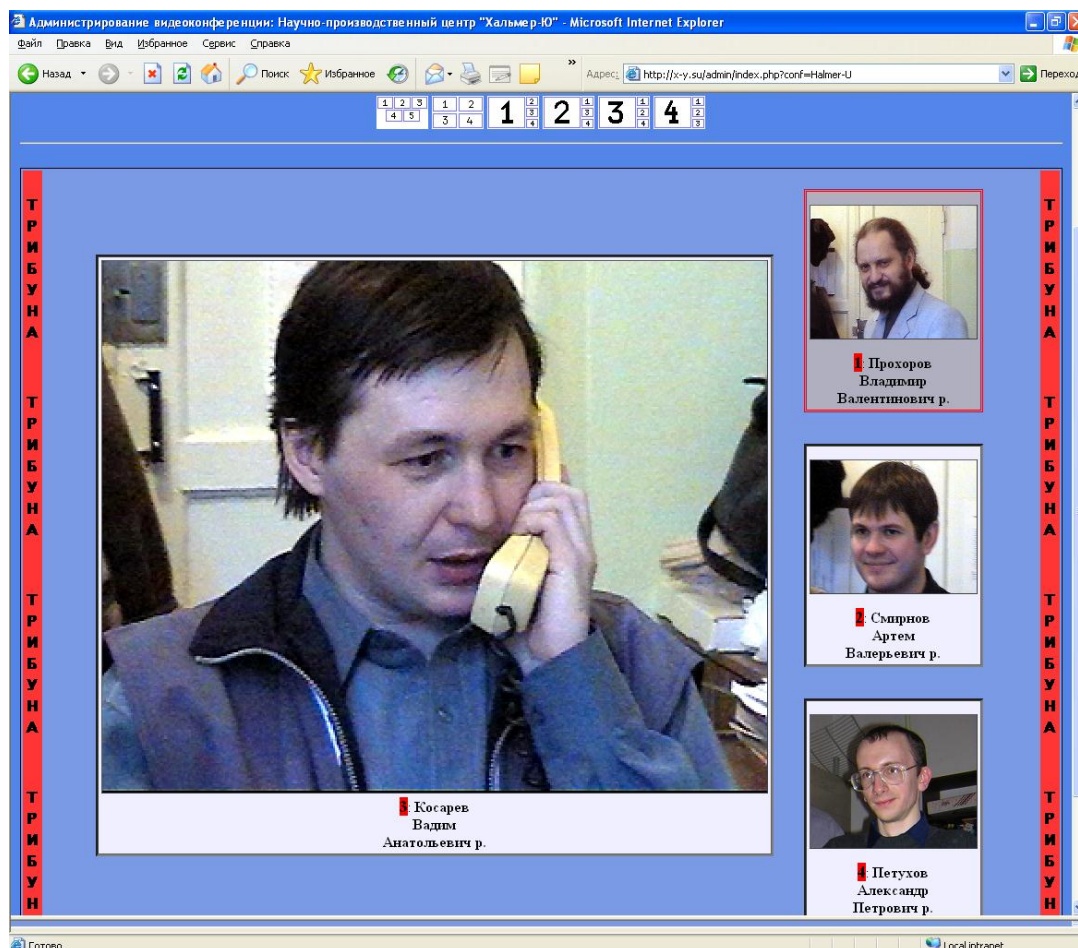 Администрирование видеоконференции: Научно-производственный центр "Хальмер-Ю" - Microsoft Internet Explorer
Файл Правка Вид Избранное Сервис Справка
Назад Поиск Избранное » Адрес: http://x-y.su/admin/index.php?conf=Halmer-U Переход
1 2 3 4 5
1 2 3 4
1 2 3 4
2 1 3 4
3 1 2 4
4 1 2 3
ТРИБУНА ТРИБУНА ТРИБУНА ТРИБУН
3: Косарев
Вадим
Анатольевич р.
1: Прохоров
Владимир
Валентинович р.
2: Смирнов
Артем
Валерьевич р.
4: Петухов
Александр
Петрович р.
ТРИБУНА ТРИБУНА ТРИБУНА ТРИБУН
Готово Local intranet